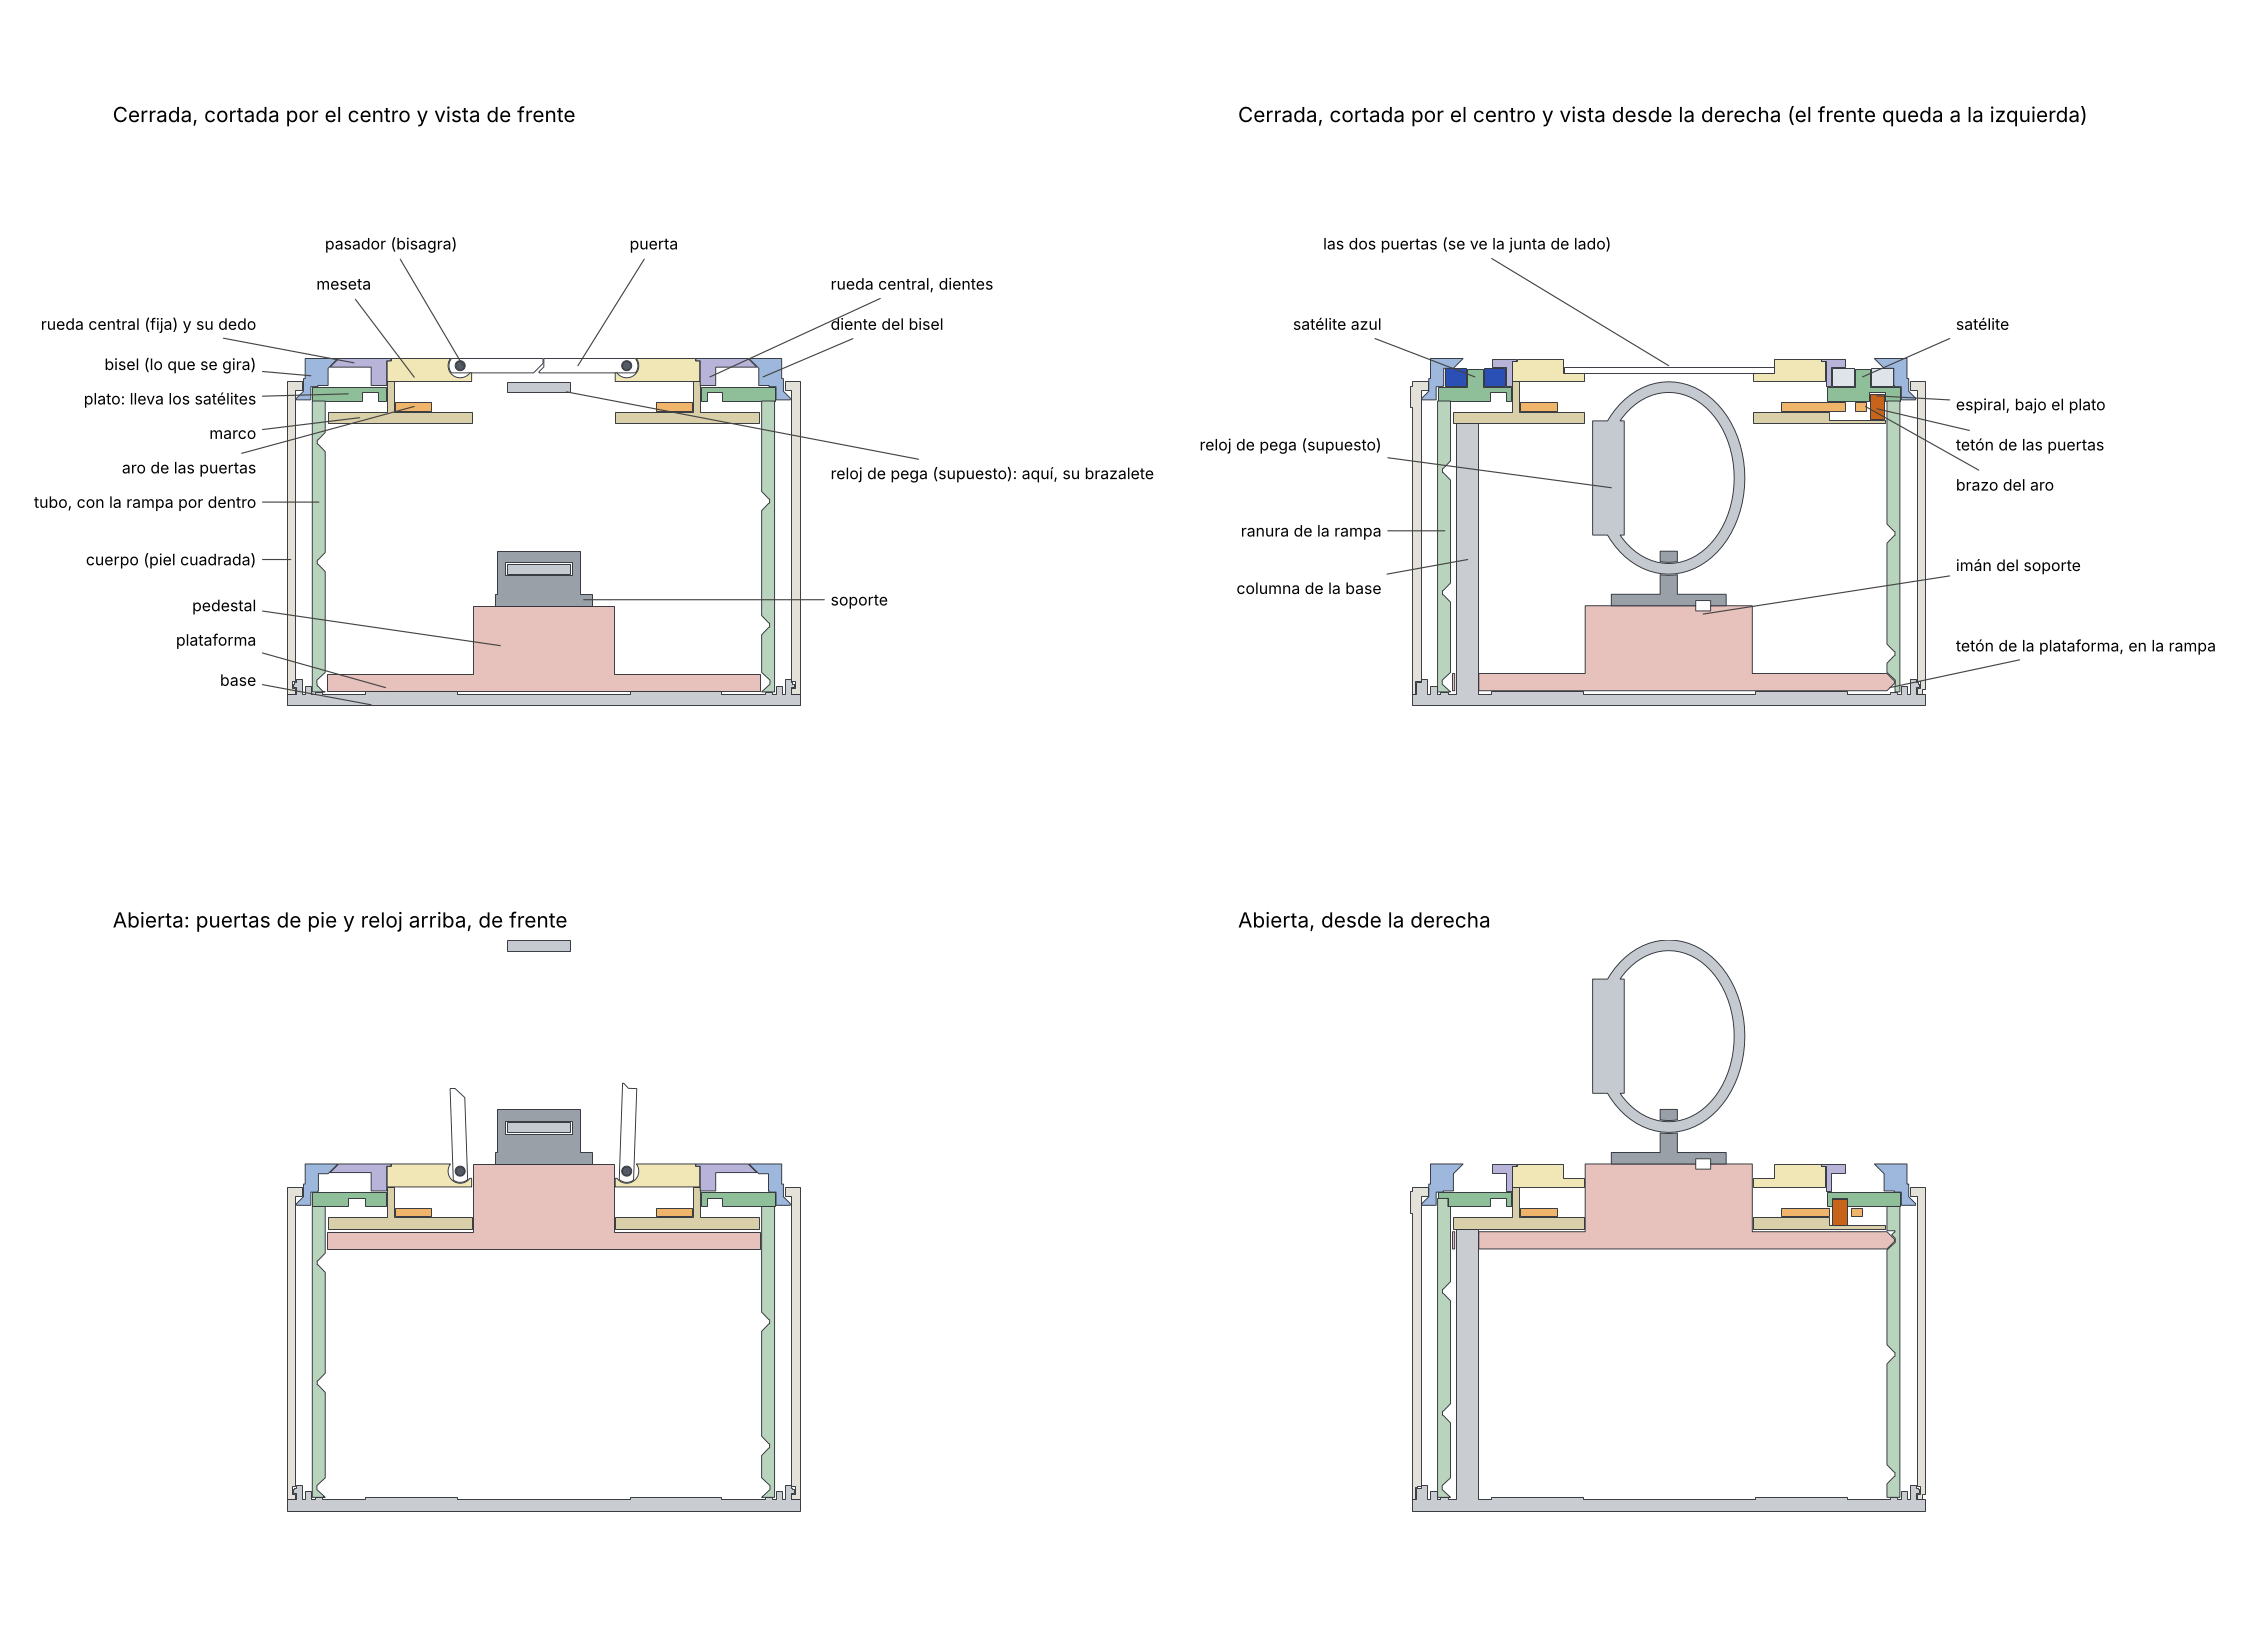 Cerrada, cortada por el centro y vista de frente
pasador (bisagra)
puerta
meseta
rueda central, dientes
rueda central (fija) y su dedo
diente del bisel
bisel (lo que se gira)
plato: lleva los satélites
marco
aro de las puertas
reloj de pega (supuesto): aquí, su brazalete
tubo, con la rampa por dentro
cuerpo (piel cuadrada)
pedestal
soporte
plataforma
base
Cerrada, cortada por el centro y vista desde la derecha (el frente queda a la izquierda)
las dos puertas (se ve la junta de lado)
satélite azul
satélite
espiral, bajo el plato
reloj de pega (supuesto)
tetón de las puertas
brazo del aro
ranura de la rampa
imán del soporte
columna de la base
tetón de la plataforma, en la rampa
Abierta: puertas de pie y reloj arriba, de frente
Abierta, desde la derecha